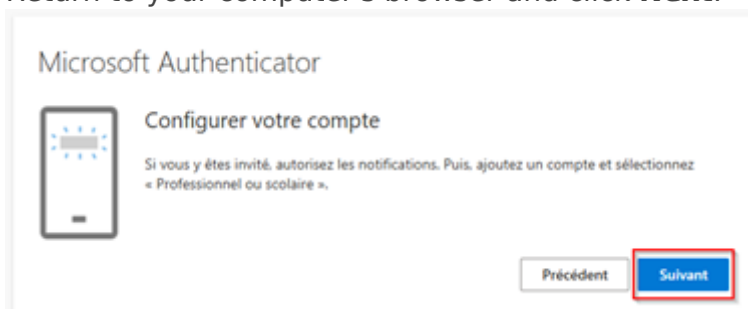 Return to your computer's browser and click Next.
Microsoft Authenticator
Configurer votre compte
Si vous y êtes invité, autorisez les notifications. Puis, ajoutez un compte et sélectionnez
« Professionnel ou scolaire ».
Précédent
Suivant